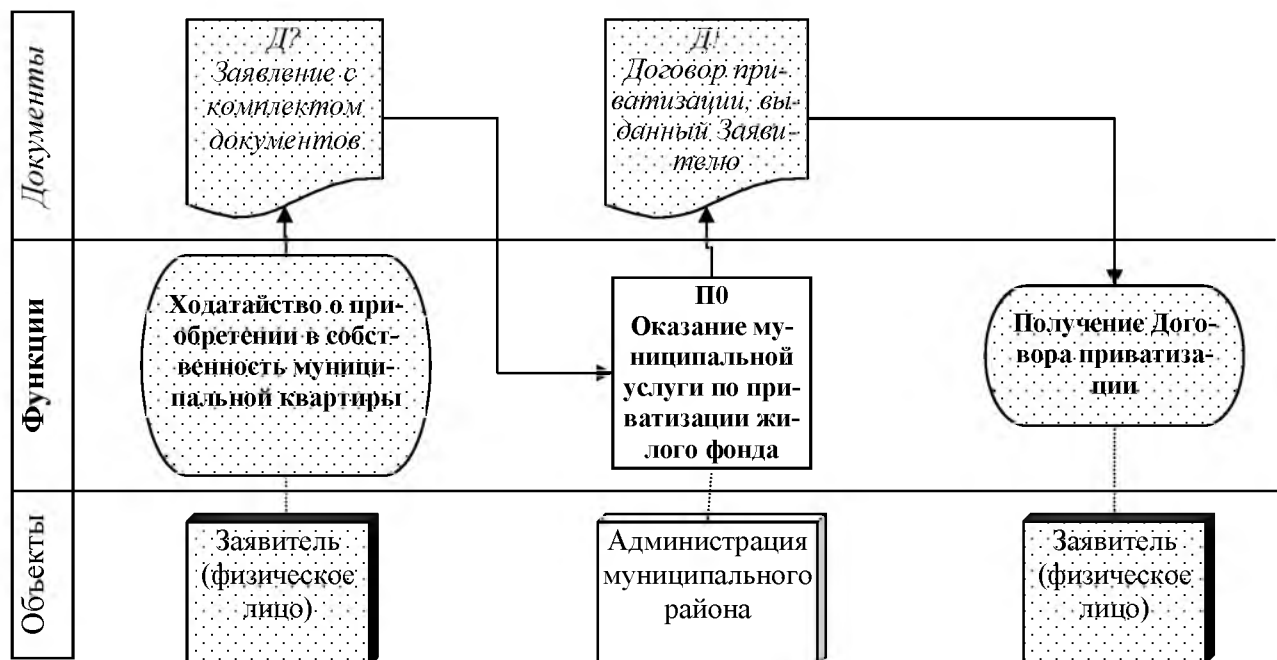 Документы
Д?
Заявление с
комплектом
документов
Д!
Договор при-
ватизации, вы-
данный Заяви-
телю
Функции
Ходатайство о при-
обретении в собст-
венность муници-
пальной квартиры
П0
Оказание му-
ниципальной
услуги по при-
ватизации жи-
лого фонда
Получение Дого-
вора приватиза-
ции
Объекты
Заявитель
(физическое
лицо)
Администрация
муниципального
района
Заявитель
(физическое
лицо)